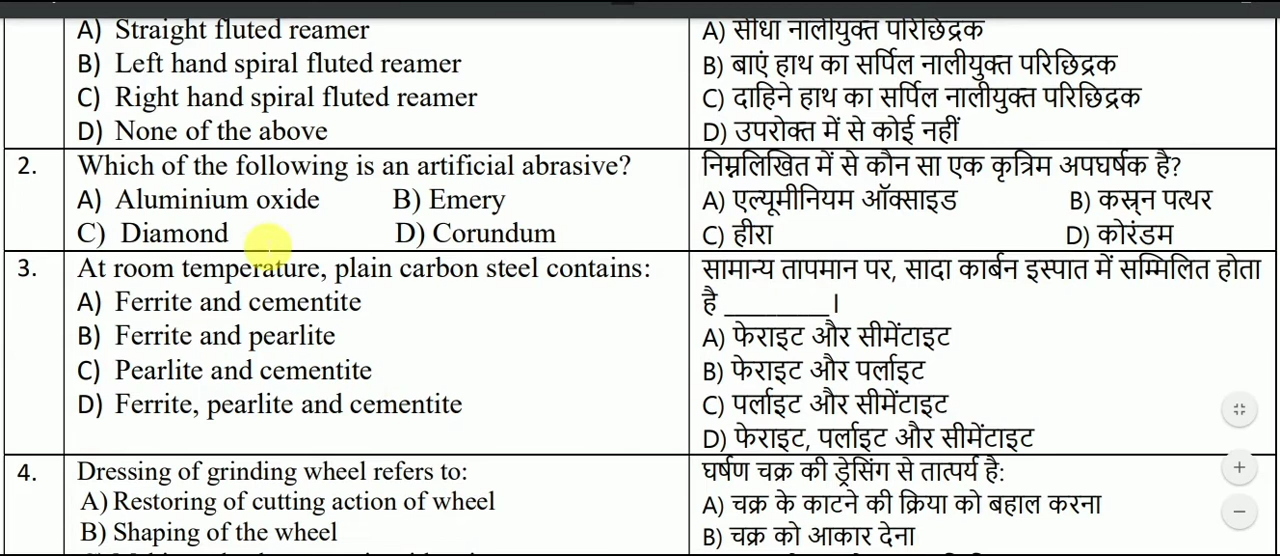 A) Straight fluted reamer
B) Left hand spiral fluted reamer
C) Right hand spiral fluted reamer
D) None of the above
A) सीधा नालीयुक्त परिछिद्रक
B) बाएं हाथ का सर्पिल नालीयुक्त परिछिद्रक
C) दाहिने हाथ का सर्पिल नालीयुक्त परिछिद्रक
D) उपरोक्त में से कोई नहीं
2. Which of the following is an artificial abrasive?
A) Aluminium oxide B) Emery
C) Diamond D) Corundum
निम्नलिखित में से कौन सा एक कृत्रिम अपघर्षक है?
A) एल्यूमीनियम ऑक्साइड B) कस्र्न पत्थर
C) हीरा D) कोरंडम
3. At room temperature, plain carbon steel contains:
A) Ferrite and cementite
B) Ferrite and pearlite
C) Pearlite and cementite
D) Ferrite, pearlite and cementite
सामान्य तापमान पर, सादा कार्बन इस्पात में सम्मिलित होता
है ________।
A) फेराइट और सीमेंटाइट
B) फेराइट और पर्लाइट
C) पर्लाइट और सीमेंटाइट
D) फेराइट, पर्लाइट और सीमेंटाइट
4. Dressing of grinding wheel refers to:
A) Restoring of cutting action of wheel
B) Shaping of the wheel
घर्षण चक्र की ड्रेसिंग से तात्पर्य है:
A) चक्र के काटने की क्रिया को बहाल करना
B) चक्र को आकार देना